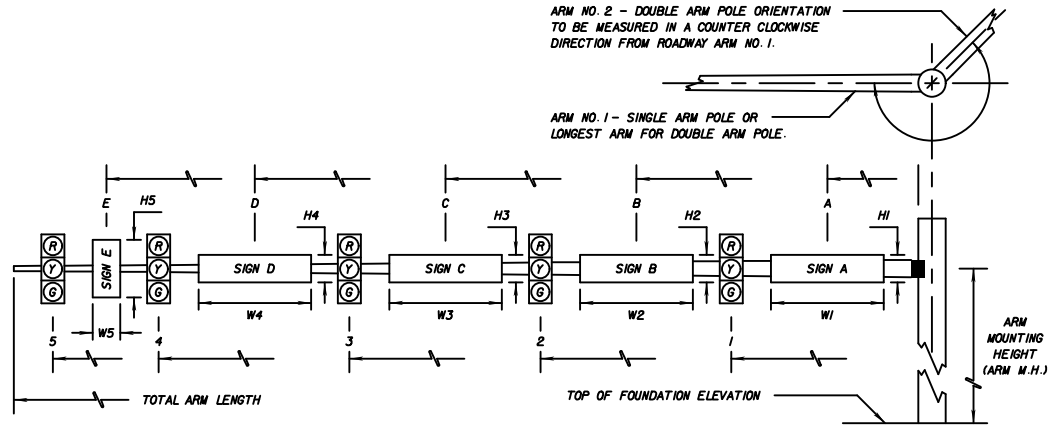 ARM NO. 2 - DOUBLE ARM POLE ORIENTATION
TO BE MEASURED IN A COUNTER CLOCKWISE
DIRECTION FROM ROADWAY ARM NO. 1.
ARM NO. 1 - SINGLE ARM POLE OR
LONGEST ARM FOR DOUBLE ARM POLE.
E
D
C
B
A
H5
H4
H3
H2
H1
R
Y
G
SIGN E
R
Y
G
SIGN D
R
Y
G
SIGN C
R
Y
G
SIGN B
R
Y
G
SIGN A
W5
W4
W3
W2
W1
5
4
3
2
1
ARM
MOUNTING
HEIGHT
(ARM M.H.)
TOTAL ARM LENGTH
TOP OF FOUNDATION ELEVATION